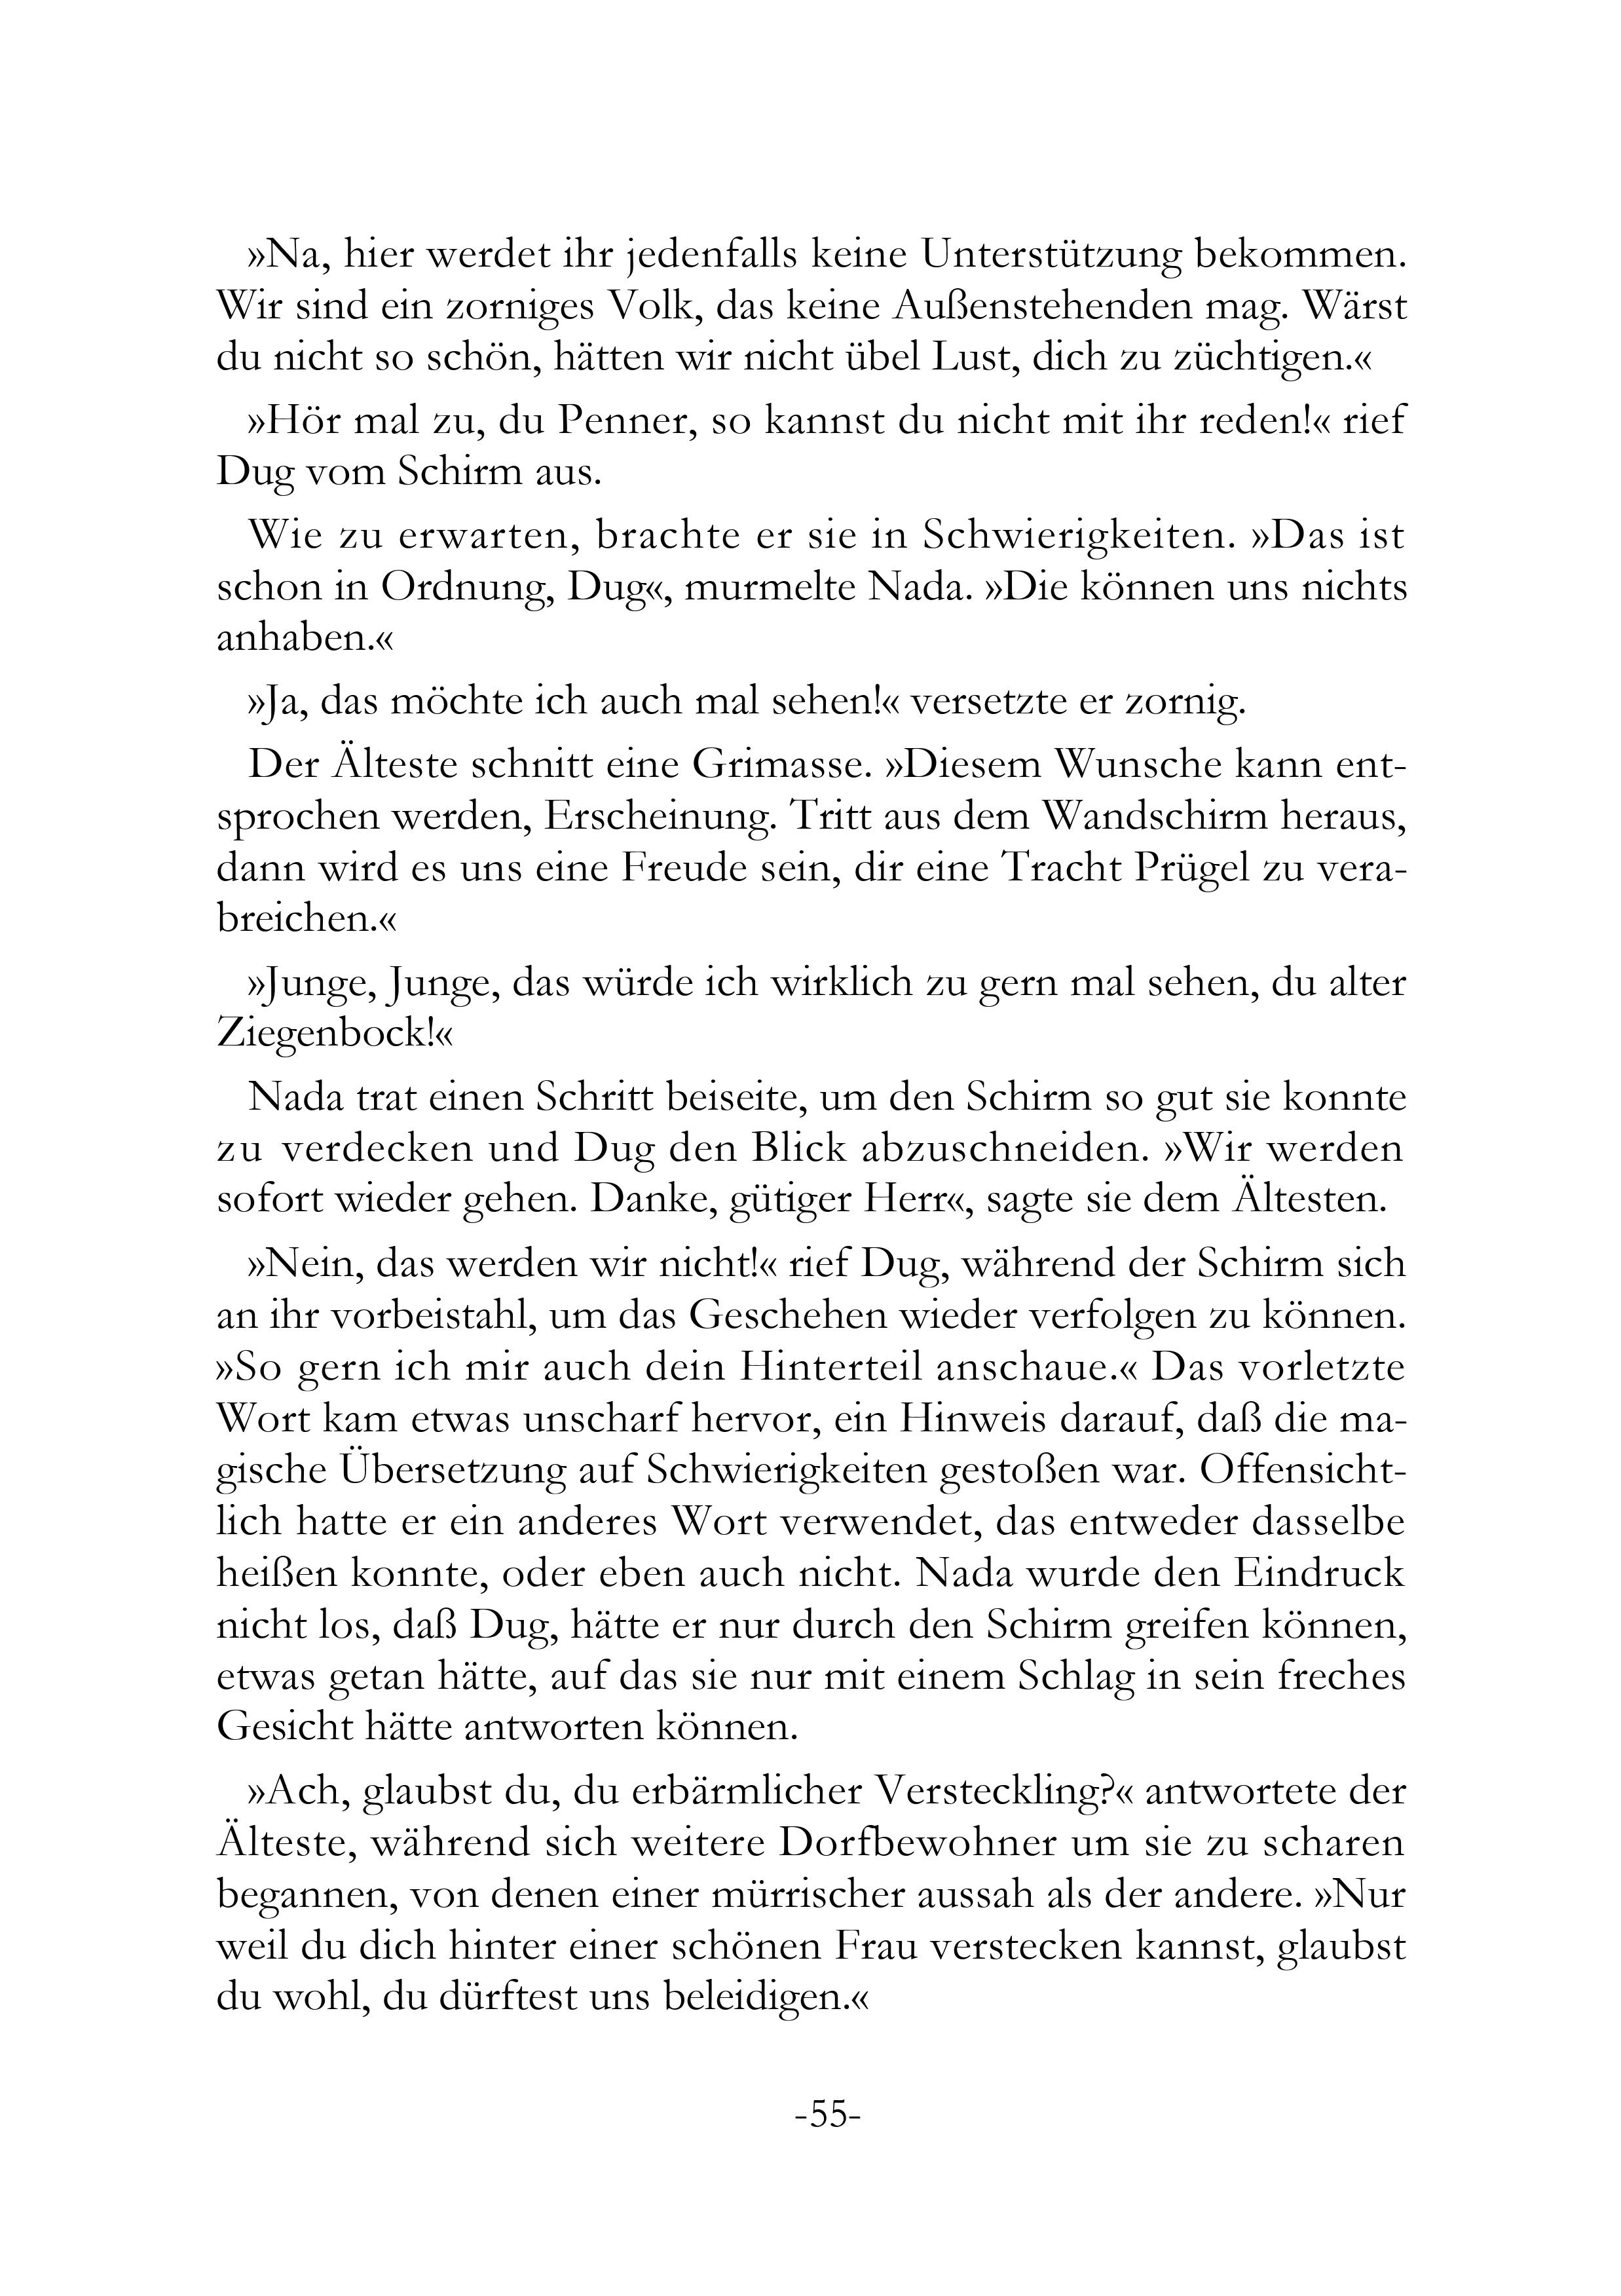 »Na, hier werdet ihr jedenfalls keine Unterstützung bekommen.
Wir sind ein zorniges Volk, das keine Außenstehenden mag. Wärst
du nicht so schön, hätten wir nicht übel Lust, dich zu züchtigen.«
»Hör mal zu, du Penner, so kannst du nicht mit ihr reden!« rief
Dug vom Schirm aus.
Wie zu erwarten, brachte er sie in Schwierigkeiten. »Das ist
schon in Ordnung, Dug«, murmelte Nada. »Die können uns nichts
anhaben.«
»Ja, das möchte ich auch mal sehen!« versetzte er zornig.
Der Älteste schnitt eine Grimasse. »Diesem Wunsche kann ent-
sprochen werden, Erscheinung. Tritt aus dem Wandschirm heraus,
dann wird es uns eine Freude sein, dir eine Tracht Prügel zu vera-
breichen.«
»Junge, Junge, das würde ich wirklich zu gern mal sehen, du alter
Ziegenbock!«
Nada trat einen Schritt beiseite, um den Schirm so gut sie konnte
zu verdecken und Dug den Blick abzuschneiden. »Wir werden
sofort wieder gehen. Danke, gütiger Herr«, sagte sie dem Ältesten.
»Nein, das werden wir nicht!« rief Dug, während der Schirm sich
an ihr vorbeistahl, um das Geschehen wieder verfolgen zu können.
»So gern ich mir auch dein Hinterteil anschaue.« Das vorletzte
Wort kam etwas unscharf hervor, ein Hinweis darauf, daß die ma-
gische Übersetzung auf Schwierigkeiten gestoßen war. Offensicht-
lich hatte er ein anderes Wort verwendet, das entweder dasselbe
heißen konnte, oder eben auch nicht. Nada wurde den Eindruck
nicht los, daß Dug, hätte er nur durch den Schirm greifen können,
etwas getan hätte, auf das sie nur mit einem Schlag in sein freches
Gesicht hätte antworten können.
»Ach, glaubst du, du erbärmlicher Versteckling?« antwortete der
Älteste, während sich weitere Dorfbewohner um sie zu scharen
begannen, von denen einer mürrischer aussah als der andere. »Nur
weil du dich hinter einer schönen Frau verstecken kannst, glaubst
du wohl, du dürftest uns beleidigen.«
-55-